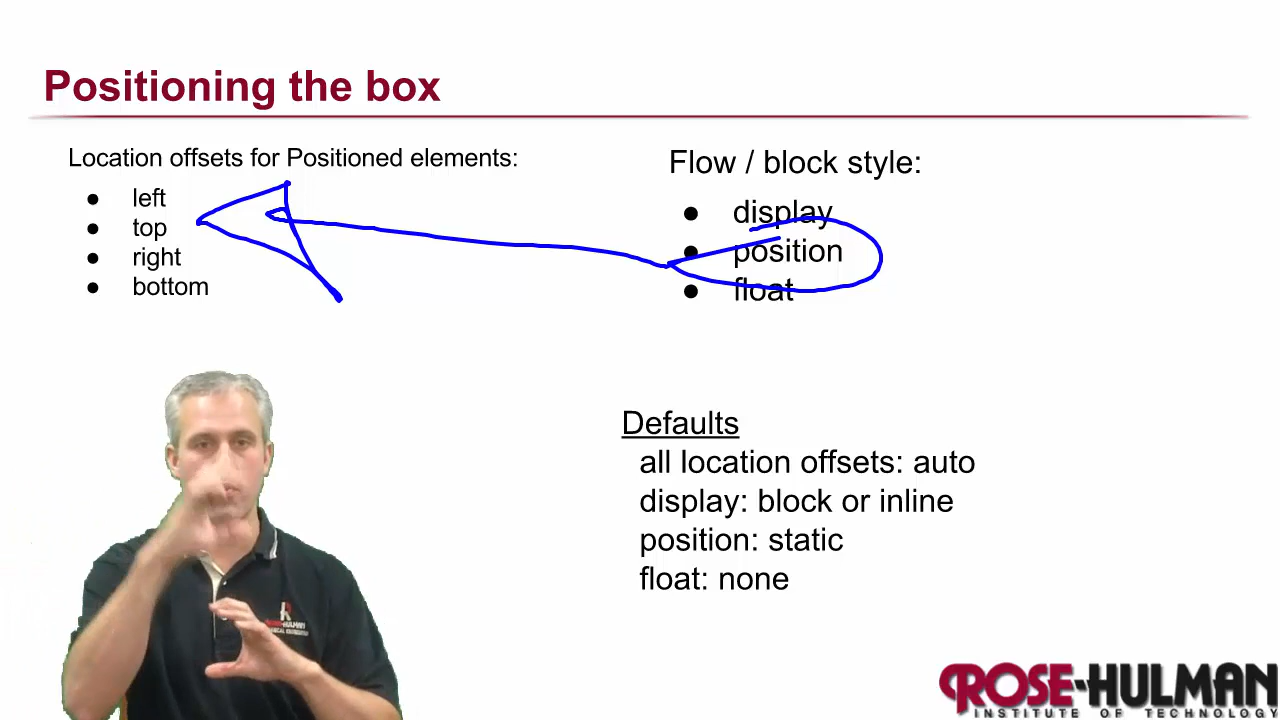 Positioning the box
Location offsets for Positioned elements:
● left
● top
● right
● bottom
Flow / block style:
● display
● position
● float
Defaults
all location offsets: auto
display: block or inline
position: static
float: none
ROSE-HULMAN
INSTITUTE OF TECHNOLOGY